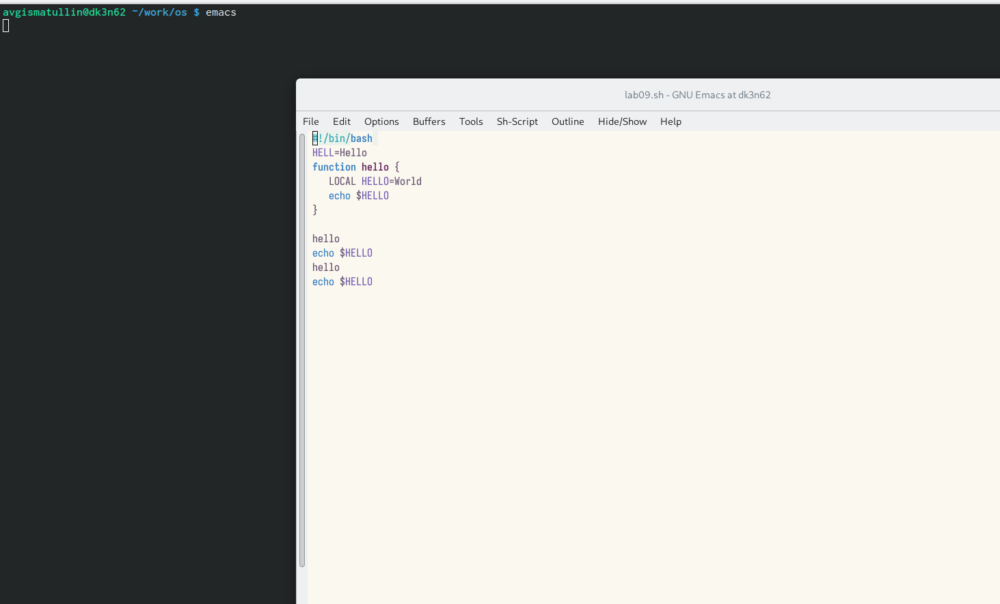 avgismatullin@dk3n62 ~/work/os $ emacs
lab09.sh - GNU Emacs at dk3n62
File Edit Options Buffers Tools Sh-Script Outline Hide/Show Help
#!/bin/bash
HELL=Hello
function hello {
   LOCAL HELLO=World
   echo $HELLO
}
hello
echo $HELLO
hello
echo $HELLO